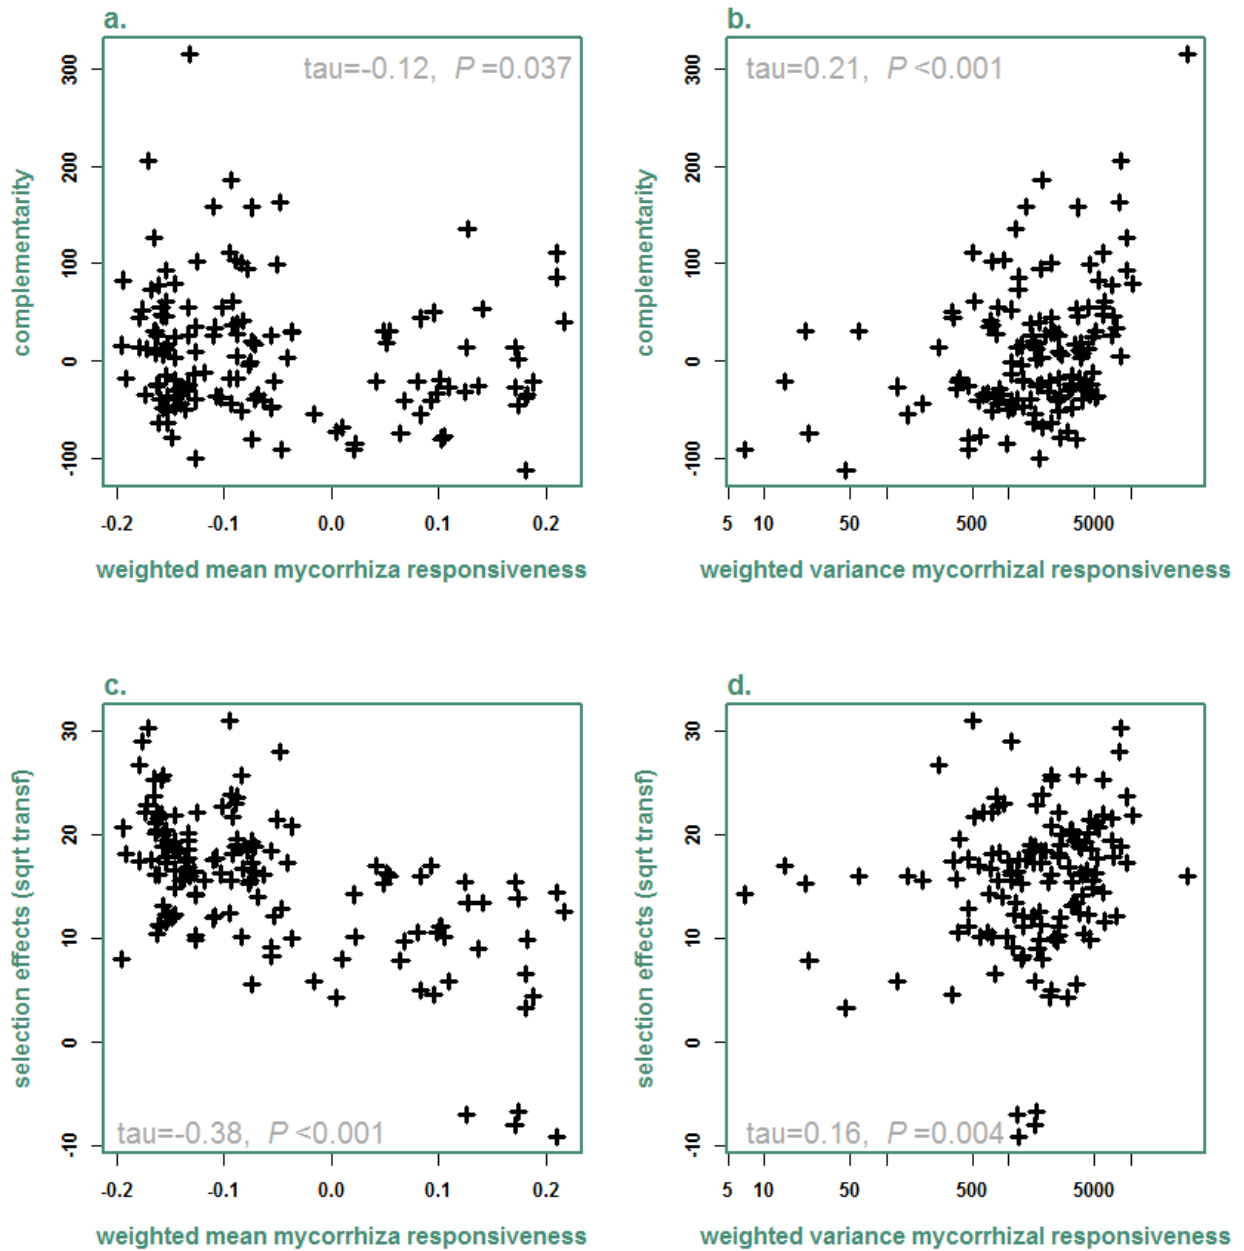 a.
tau=-0.12, P =0.037
complementarity
300
200
100
0
-100
-0.2 -0.1 0.0 0.1 0.2
weighted mean mycorrhiza responsiveness
b.
tau=0.21, P <0.001
complementarity
300
200
100
0
-100
5 10 50 500 5000
weighted variance mycorrhizal responsiveness
c.
selection effects (sqrt transf)
30
20
10
0
-10
tau=-0.38, P <0.001
-0.2 -0.1 0.0 0.1 0.2
weighted mean mycorrhiza responsiveness
d.
selection effects (sqrt transf)
30
20
10
0
-10
tau=0.16, P =0.004
5 10 50 500 5000
weighted variance mycorrhizal responsiveness